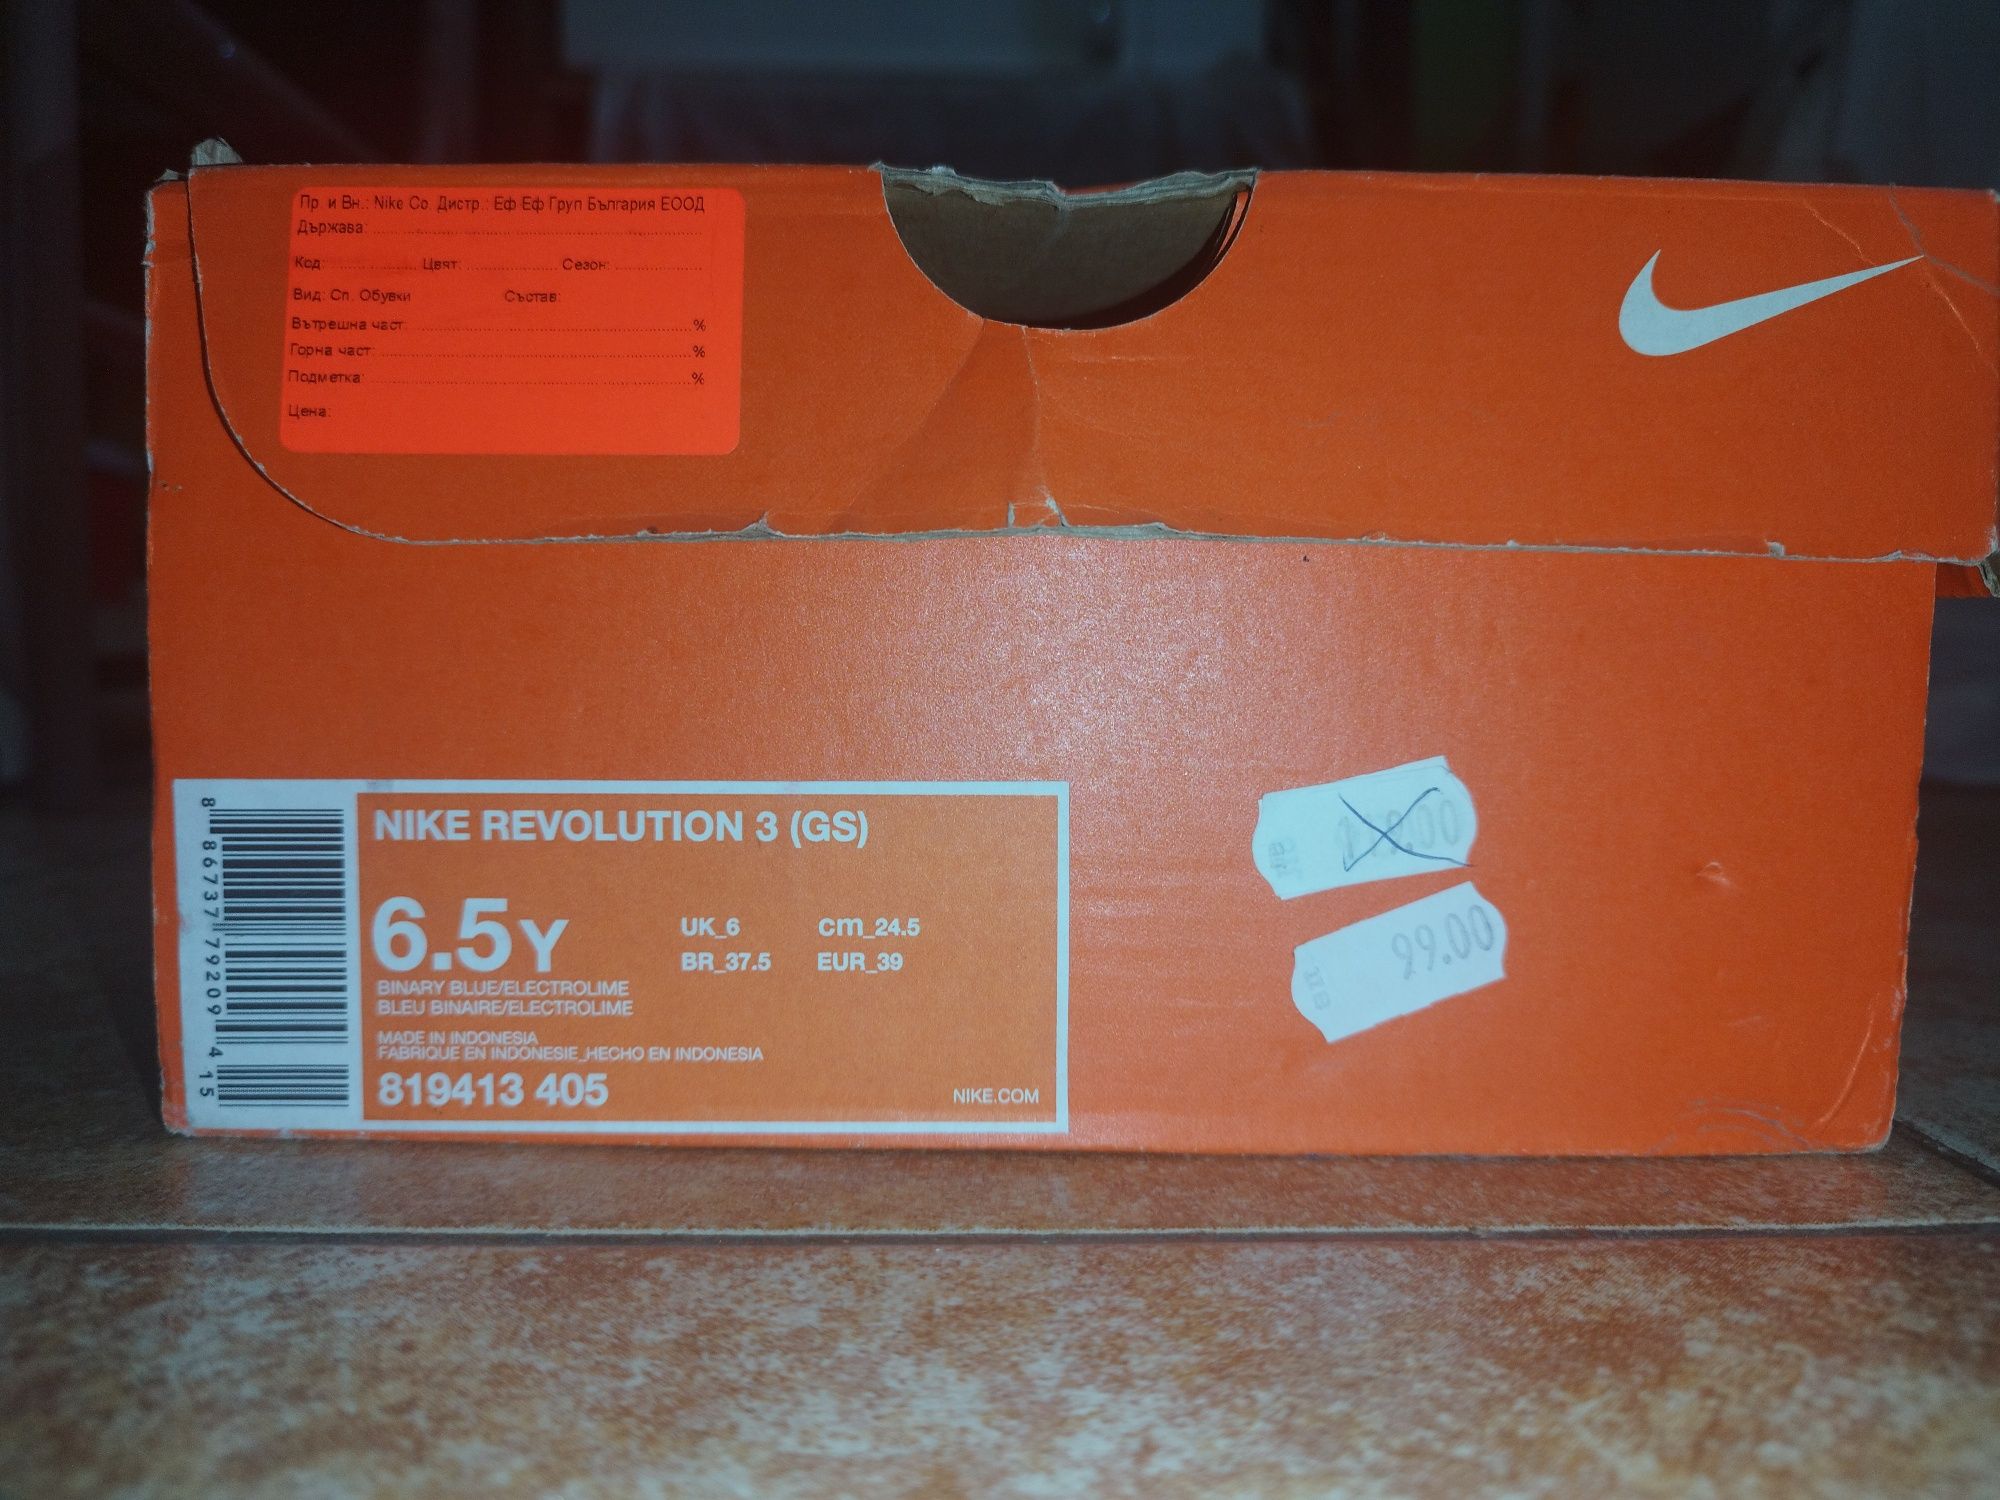 Пр. и Вн.: Nike Co. Дистр.: Еф Еф Груп България ЕООД
Държава:
Код: Цвят: Сезон:
Вид: Сп. Обувки Състав:
Вътрешна част: %
Горна част: %
Подметка: %
Цена:
NIKE REVOLUTION 3 (GS)
6.5Y
UK_6 cm_24.5
BR_37.5 EUR_39
BINARY BLUE/ELECTROLIME
BLEU BINAIRE/ELECTROLIME
MADE IN INDONESIA
FABRIQUE EN INDONESIE_HECHO EN INDONESIA
819413 405
NIKE.COM
8 86737 79209 4 15
99.00